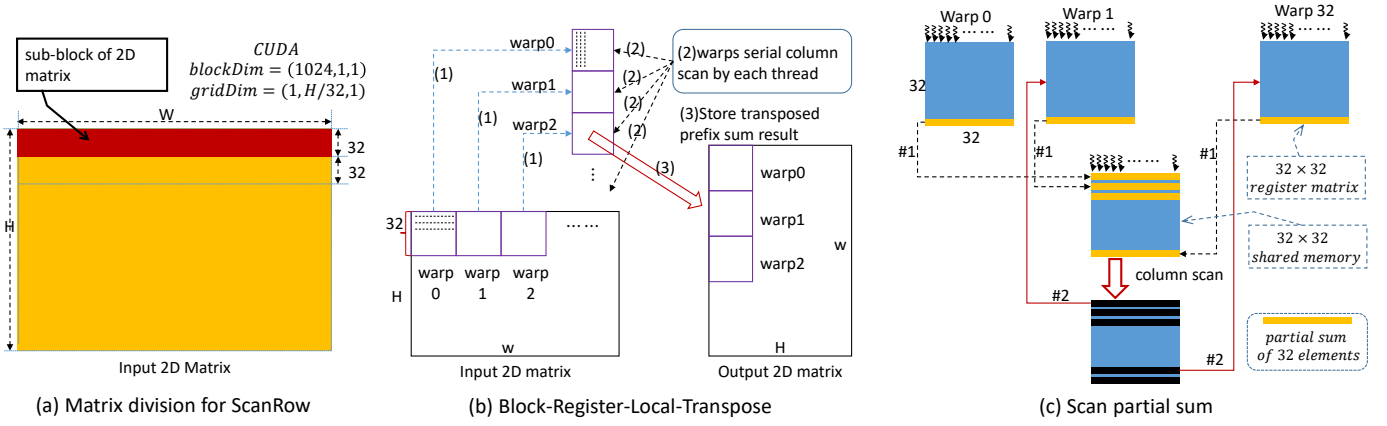 sub-block of 2D
matrix
CUDA
blockDim = (1024,1,1)
gridDim = (1, H/32, 1)
W
32
32
H
Input 2D Matrix
(a) Matrix division for ScanRow
warp0
warp1
warp2
(1)
(1)
(1)
(2)
(2)
(2)
(2)
⋮
(2)warps serial column
scan by each thread
(3)Store transposed
prefix sum result
(3)
32
……
warp
0
warp
1
warp
2
H
w
Input 2D matrix
warp0
warp1
warp2
w
H
Output 2D matrix
(b) Block-Register-Local-Transpose
Warp 0
Warp 1
Warp 32
……
……
……
32
32
#1
#1
#1
……
32 × 32
register matrix
32 × 32
shared memory
column scan
#2
#2
partial sum
of 32 elements
(c) Scan partial sum